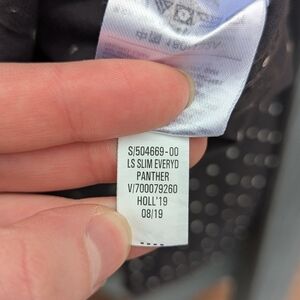 S/504669-00
LS SLIM EVERYD
PANTHER
V/700079260
HOLL'19
08/19